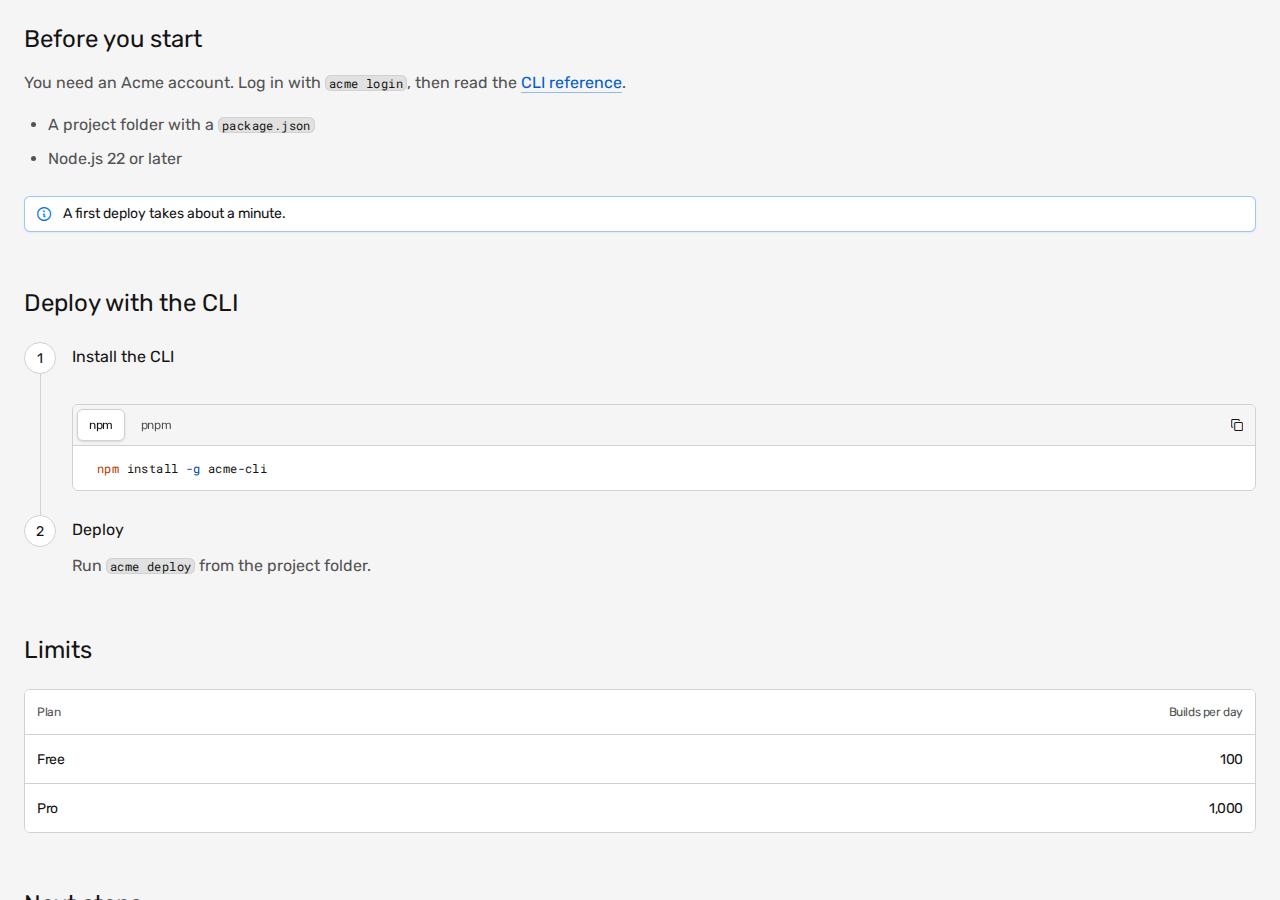 Before you start
You need an Acme account. Log in with acme login, then read the CLI reference.
A project folder with a package.json
Node.js 22 or later
A first deploy takes about a minute.
Deploy with the CLI
1 Install the CLI
npm pnpm
npm install -g acme-cli
2 Deploy
Run acme deploy from the project folder.
Limits
Plan Builds per day
Free 100
Pro 1,000
Next steps